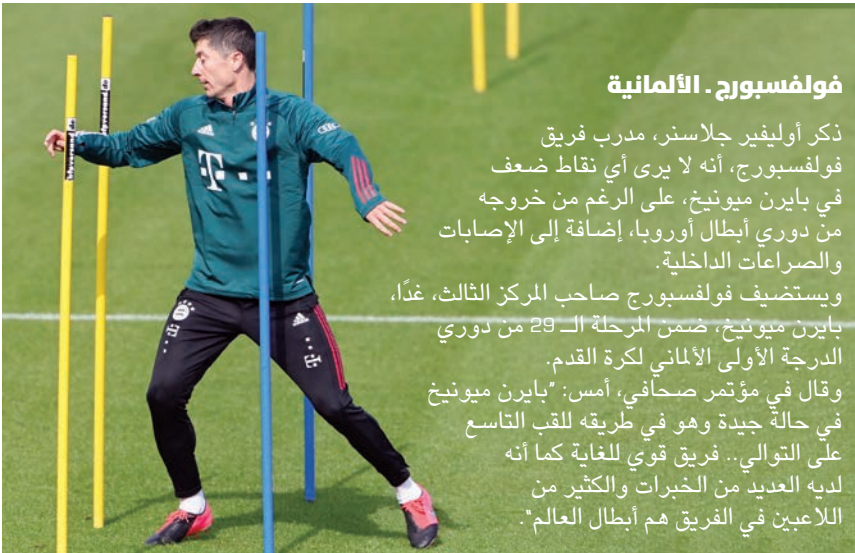 فولفسبورج . الألمانية
ذكر أوليفير جلاسنر، مدرب فريق
فولفسبورج، أنه لا يرى أي نقاط ضعف
في بايرن ميونيخ، على الرغم من خروجه
من دوري أبطال أوروبا، إضافة إلى الإصابات
والصراعات الداخلية.
ويستضيف فولفسبورج صاحب المركز الثالث، غدًا،
بايرن ميونيخ، ضمن المرحلة الــ 29 من دوري
الدرجة الأولى الألماني لكرة القدم.
وقال في مؤتمر صحافي، أمس: "بايرن ميونيخ
في حالة جيدة وهو في طريقه للقب التاسع
على التوالي.. فريق قوي للغاية كما أنه
لديه العديد من الخبرات والكثير من
اللاعبين في الفريق هم أبطال العالم".
adidas
Audi
T